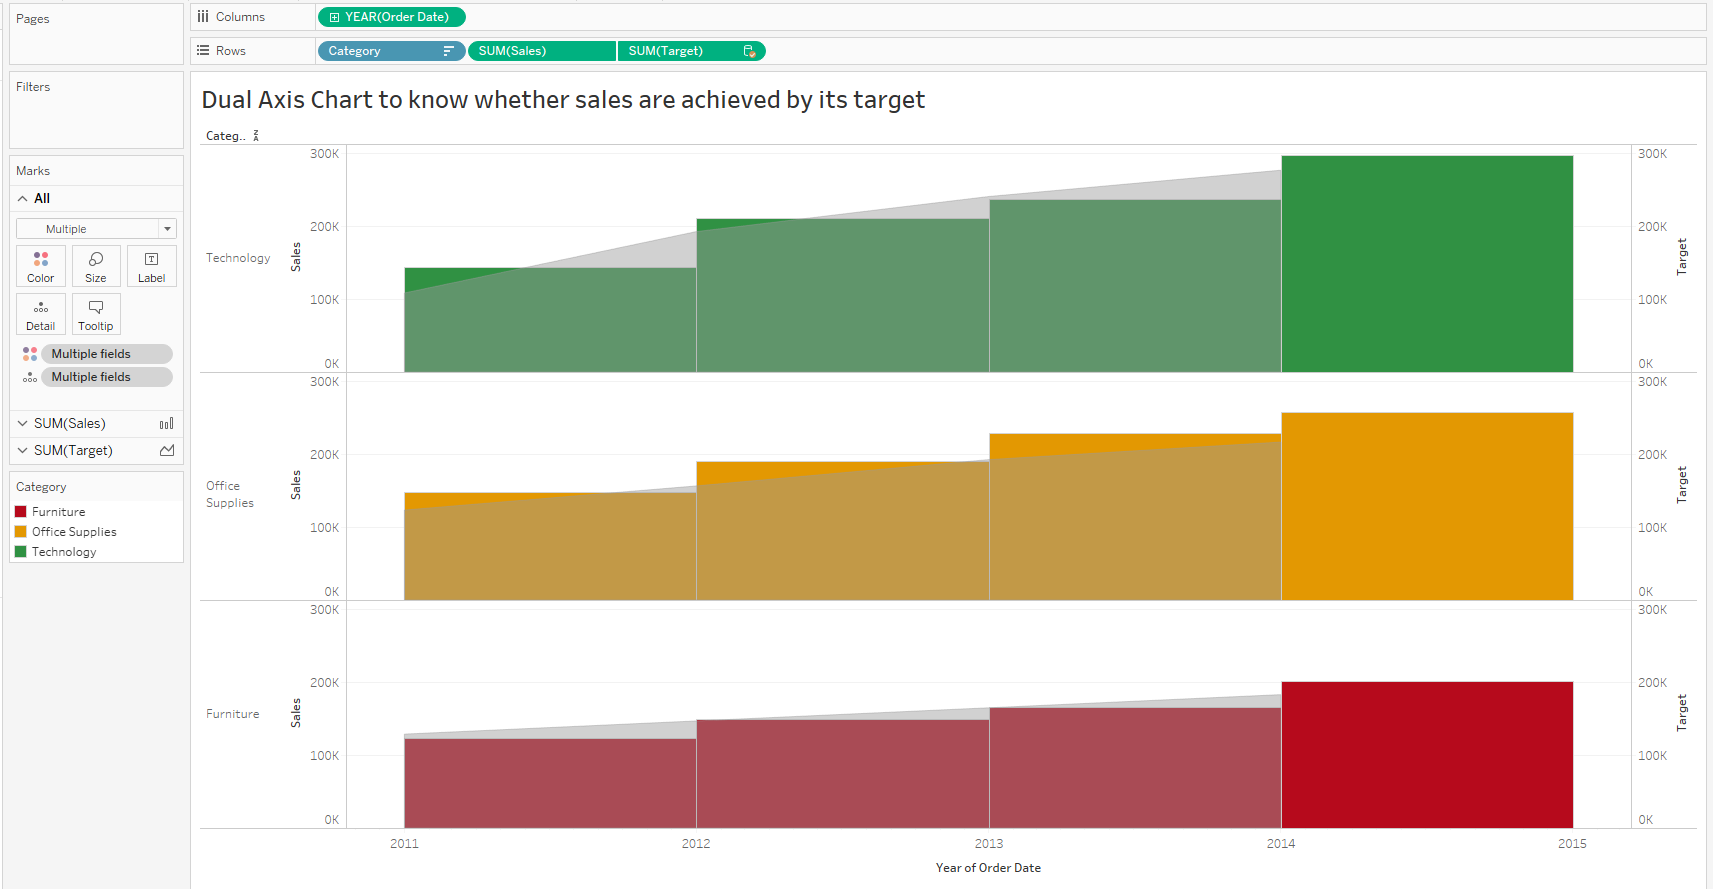 Pages
Columns
YEAR(Order Date)
Rows
Category
SUM(Sales)
SUM(Target)
Filters
Marks
All
Multiple
Color
Size
Label
Detail
Tooltip
Multiple fields
Multiple fields
SUM(Sales)
SUM(Target)
Category
Furniture
Office Supplies
Technology
Dual Axis Chart to know whether sales are achieved by its target
Categ..
Technology
Sales
300K
200K
100K
0K
300K
200K
100K
0K
Target
Office
Supplies
Sales
300K
200K
100K
0K
300K
200K
100K
0K
Target
Furniture
Sales
300K
200K
100K
0K
300K
200K
100K
0K
Target
2011
2012
2013
2014
2015
Year of Order Date